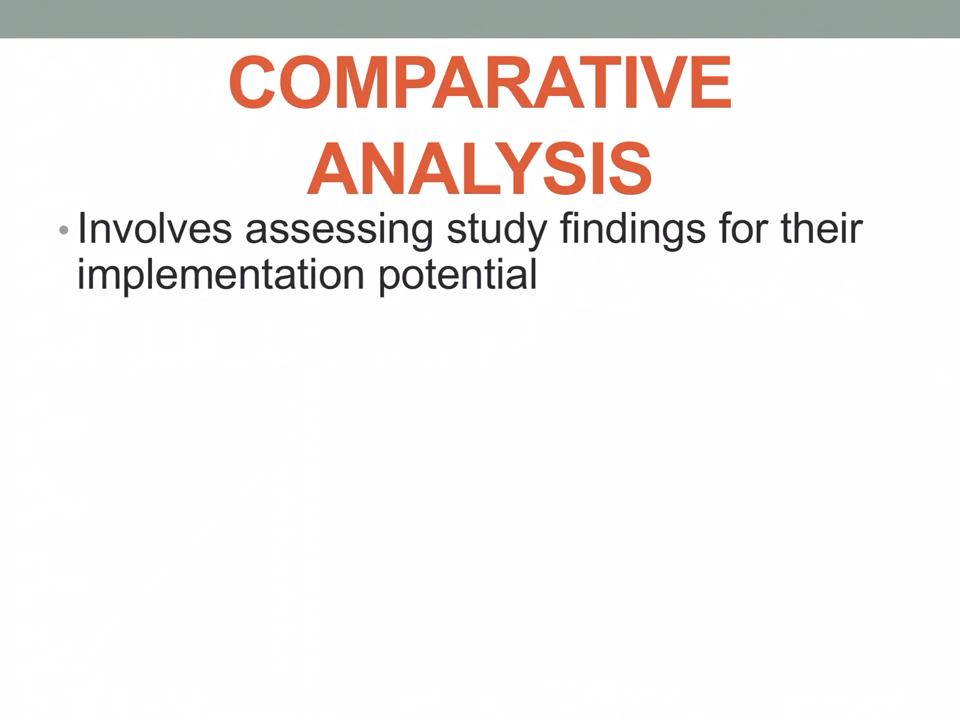 COMPARATIVE
ANALYSIS
• Involves assessing study findings for their
implementation potential